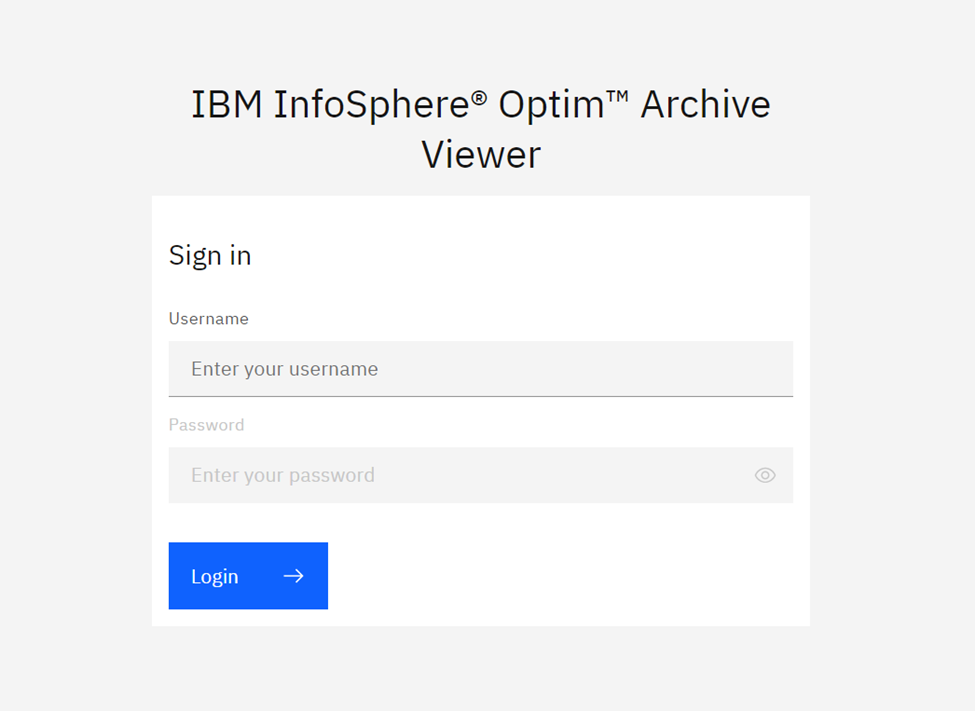 IBM InfoSphere® Optim™ Archive
Viewer
Sign in
Username
Enter your username
Password
Enter your password
Login